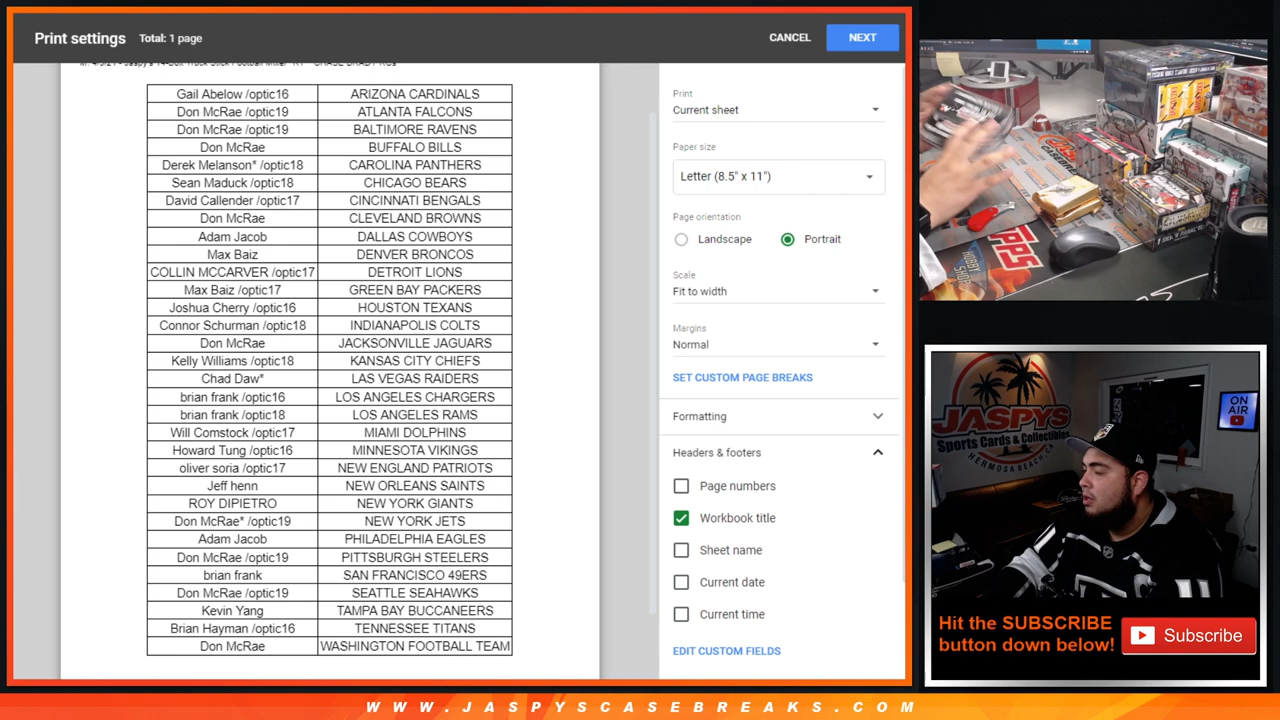 Print settings Total: 1 page CANCEL NEXT
Gail Abelow /optic16 ARIZONA CARDINALS
Don McRae /optic19 ATLANTA FALCONS
Don McRae /optic19 BALTIMORE RAVENS
Don McRae BUFFALO BILLS
Derek Melanson* /optic18 CAROLINA PANTHERS
Sean Maduck /optic18 CHICAGO BEARS
David Callender /optic17 CINCINNATI BENGALS
Don McRae CLEVELAND BROWNS
Adam Jacob DALLAS COWBOYS
Max Baiz DENVER BRONCOS
COLLIN MCCARVER /optic17 DETROIT LIONS
Max Baiz /optic17 GREEN BAY PACKERS
Joshua Cherry /optic16 HOUSTON TEXANS
Connor Schurman /optic18 INDIANAPOLIS COLTS
Don McRae JACKSONVILLE JAGUARS
Kelly Williams /optic18 KANSAS CITY CHIEFS
Chad Daw* LAS VEGAS RAIDERS
brian frank /optic16 LOS ANGELES CHARGERS
brian frank /optic18 LOS ANGELES RAMS
Will Comstock /optic17 MIAMI DOLPHINS
Howard Tung /optic16 MINNESOTA VIKINGS
oliver soria /optic17 NEW ENGLAND PATRIOTS
Jeff henn NEW ORLEANS SAINTS
ROY DIPIETRO NEW YORK GIANTS
Don McRae* /optic19 NEW YORK JETS
Adam Jacob PHILADELPHIA EAGLES
Don McRae /optic19 PITTSBURGH STEELERS
brian frank SAN FRANCISCO 49ERS
Don McRae /optic19 SEATTLE SEAHAWKS
Kevin Yang TAMPA BAY BUCCANEERS
Brian Hayman /optic16 TENNESSEE TITANS
Don McRae WASHINGTON FOOTBALL TEAM
Print
Current sheet
Paper size
Letter (8.5" x 11")
Page orientation
Landscape Portrait
Scale
Fit to width
Margins
Normal
SET CUSTOM PAGE BREAKS
Formatting
Headers & footers
Page numbers
Workbook title
Sheet name
Current date
Current time
EDIT CUSTOM FIELDS
TOPPS
HOBBY
SHOP
JASPYS
Sports Cards & Collectibles
HERMOSA BEACH, CA
ON
AIR
11
Hit the SUBSCRIBE
button down below!
Subscribe
WWW.JASPYSCASEBREAKS.COM